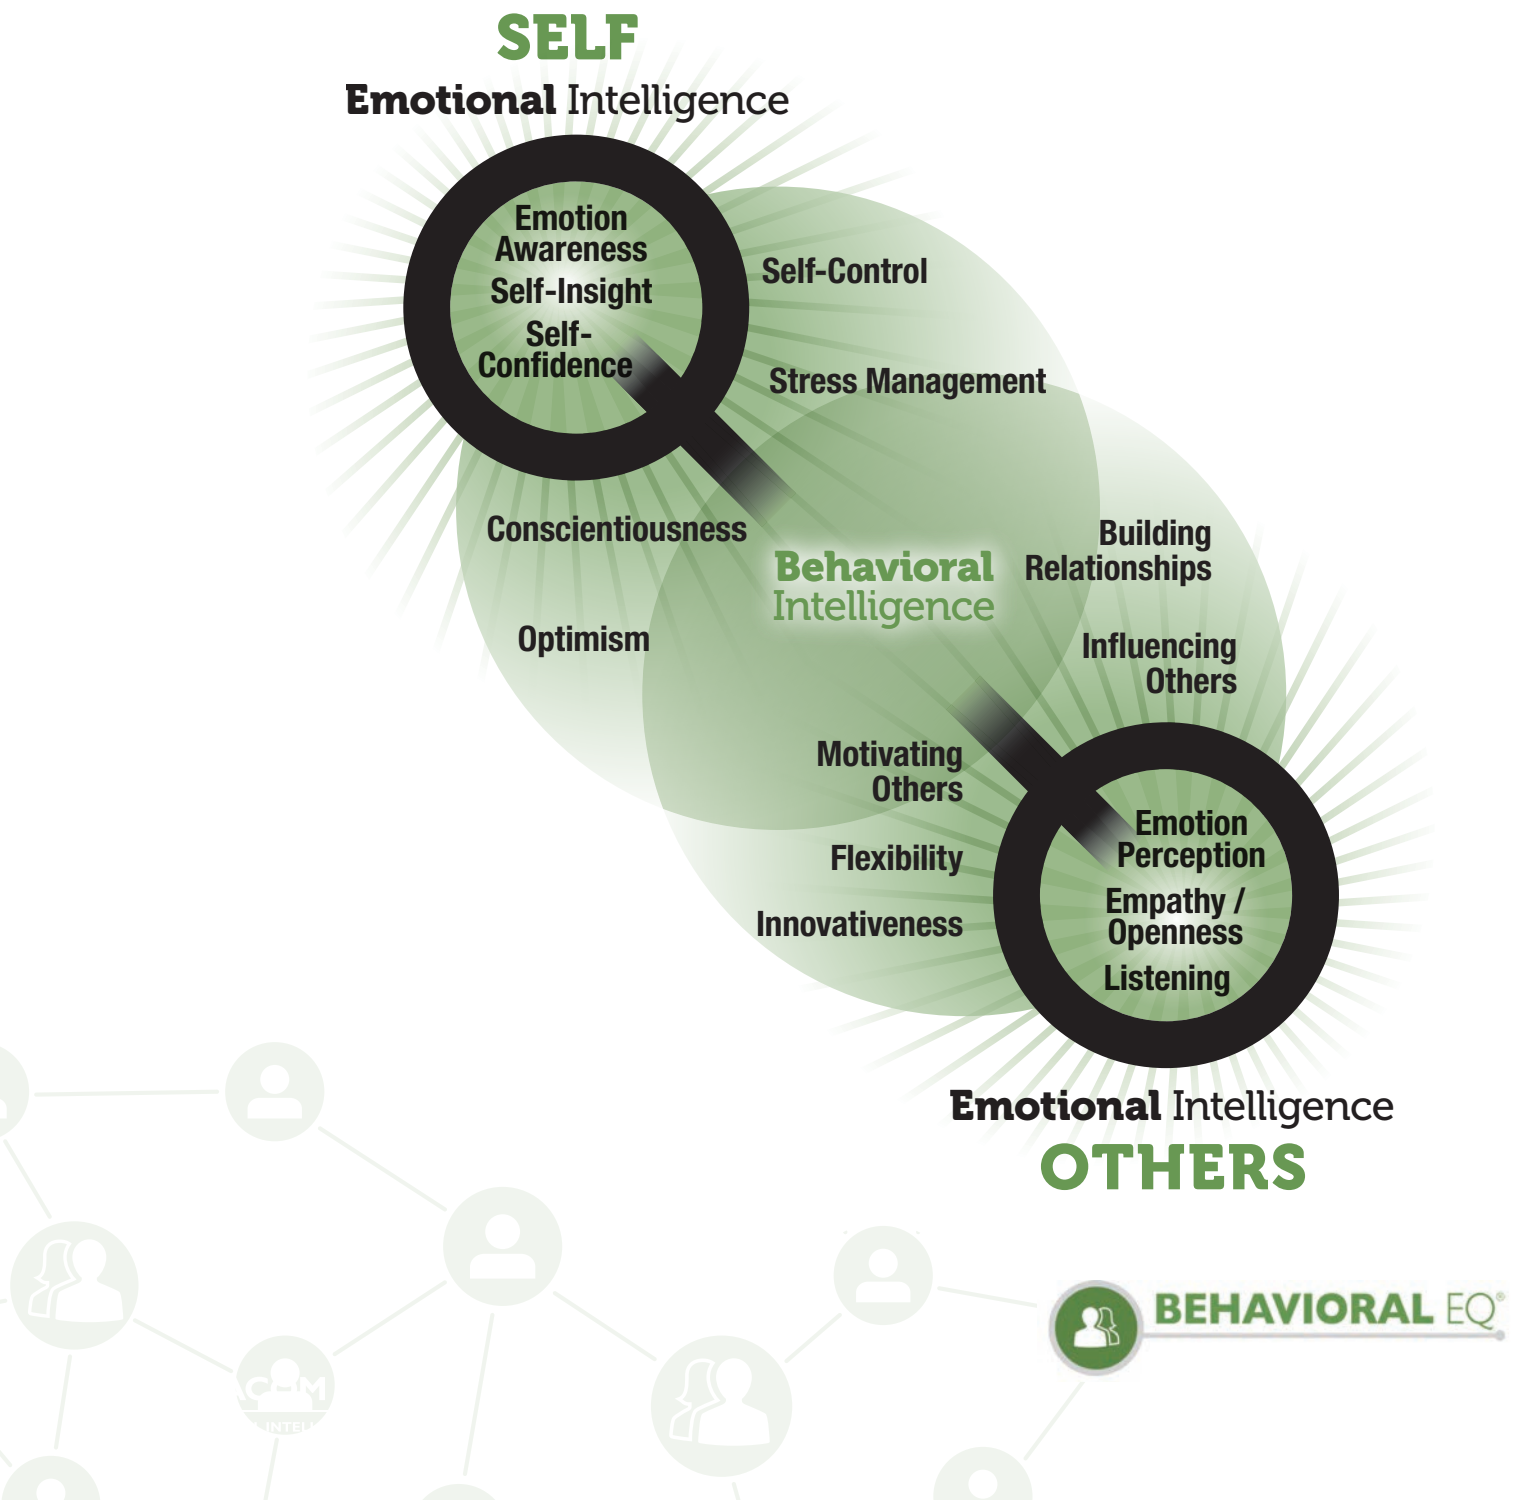 SELF
Emotional Intelligence
Emotion
Awareness
Self-Insight
Self-
Confidence
Self-Control
Stress Management
Conscientiousness
Optimism
Behavioral
Intelligence
Building
Relationships
Influencing
Others
Motivating
Others
Flexibility
Innovativeness
Emotion
Perception
Empathy /
Openness
Listening
Emotional Intelligence
OTHERS
BEHAVIORAL EQ®